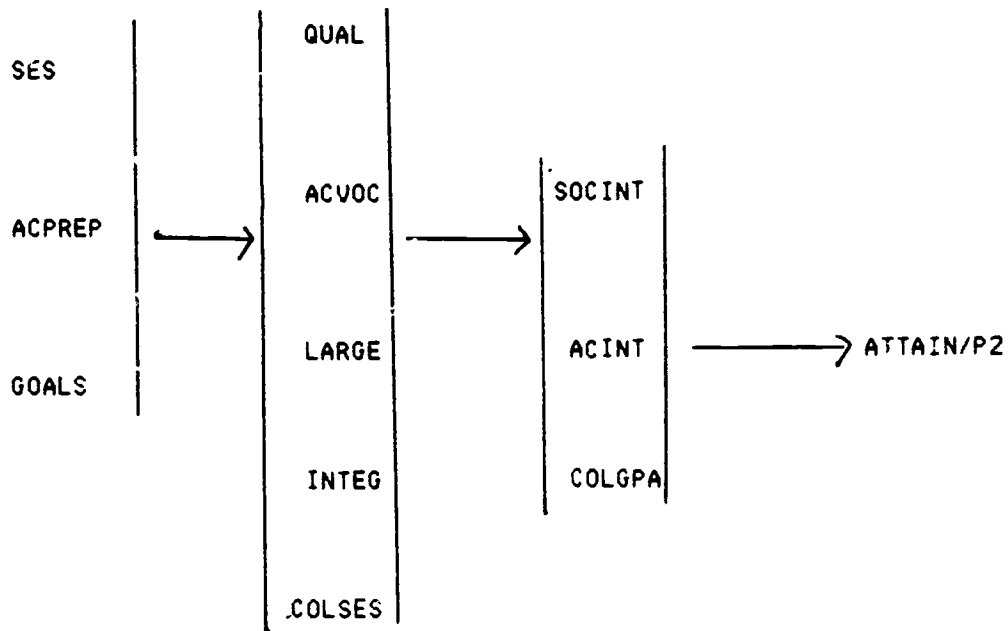 SES
ACPREP
GOALS
QUAL
ACVOC
LARGE
INTEG
COLSES
SOCINT
ACINT
COLGPA
ATTAIN/P2